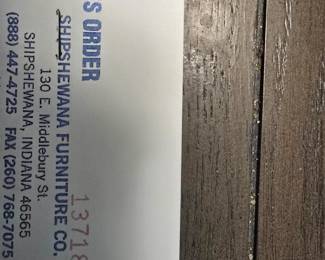 S ORDER
SHIPSHEWANA FURNITURE CO.
130 E. Middlebury St.
SHIPSHEWANA, INDIANA 46565
(888) 447-4725 FAX (260) 768-7075
13718